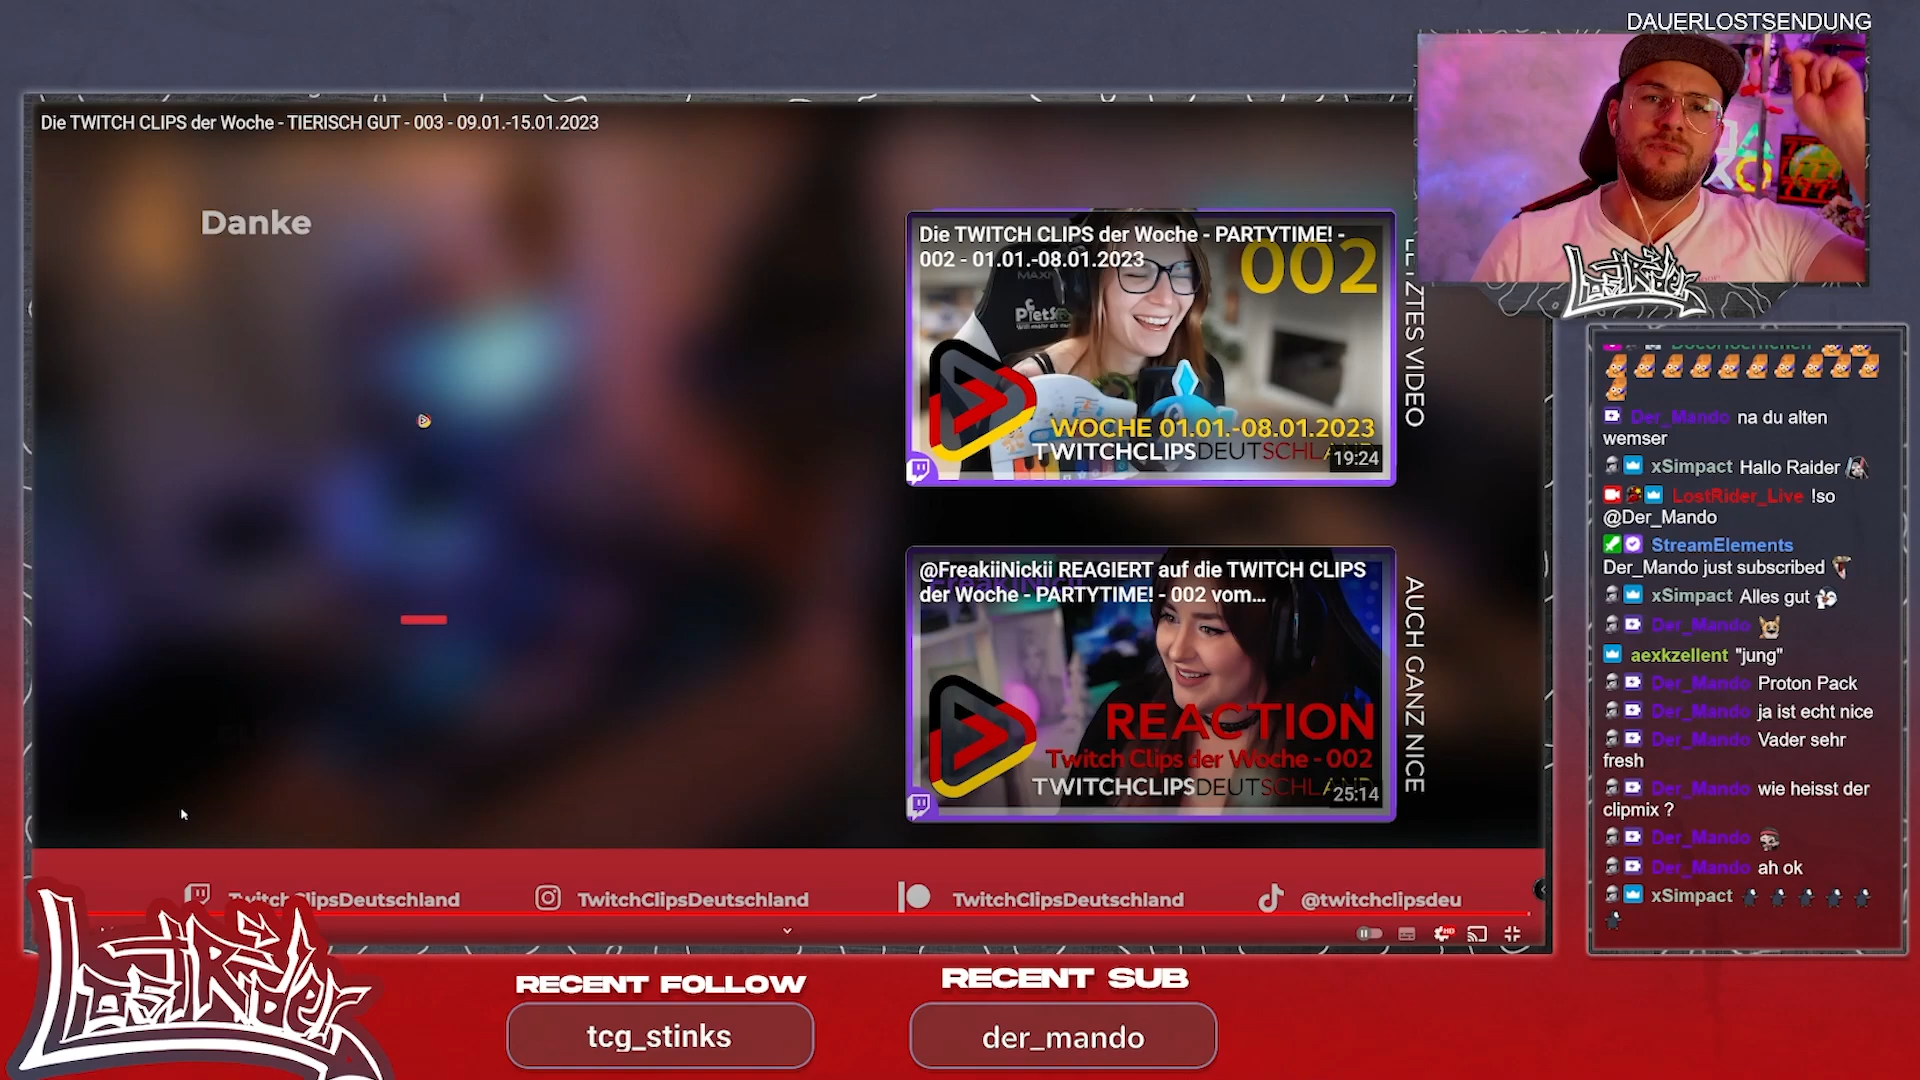 DAUERLOSTSENDUNG
Die TWITCH CLIPS der Woche - TIERISCH GUT - 003 - 09.01.-15.01.2023
Danke
Die TWITCH CLIPS der Woche - PARTYTIME! -
002 - 01.01.-08.01.2023
002
WOCHE 01.01.-08.01.2023
TWITCHCLIPSDEUTSCHLAND
19:24
LETZTES VIDEO
@FreakiiNickii REAGIERT auf die TWITCH CLIPS
der Woche - PARTYTIME! - 002 vom...
REACTION
Twitch Clips der Woche - 002
TWITCHCLIPSDEUTSCHLAND
25:14
AUCH GANZ NICE
TwitchClipsDeutschland
TwitchClipsDeutschland
TwitchClipsDeutschland
@twitchclipsdeu
LostRider
Der_Mando na du alten
wemser
xSimpact Hallo Raider
LostRider_Live !so
@Der_Mando
StreamElements
Der_Mando just subscribed
xSimpact Alles gut
Der_Mando
aexkzellent "jung"
Der_Mando Proton Pack
Der_Mando ja ist echt nice
Der_Mando Vader sehr
fresh
Der_Mando wie heisst der
clipmix ?
Der_Mando
Der_Mando ah ok
xSimpact
LostRider
RECENT FOLLOW
tcg_stinks
RECENT SUB
der_mando